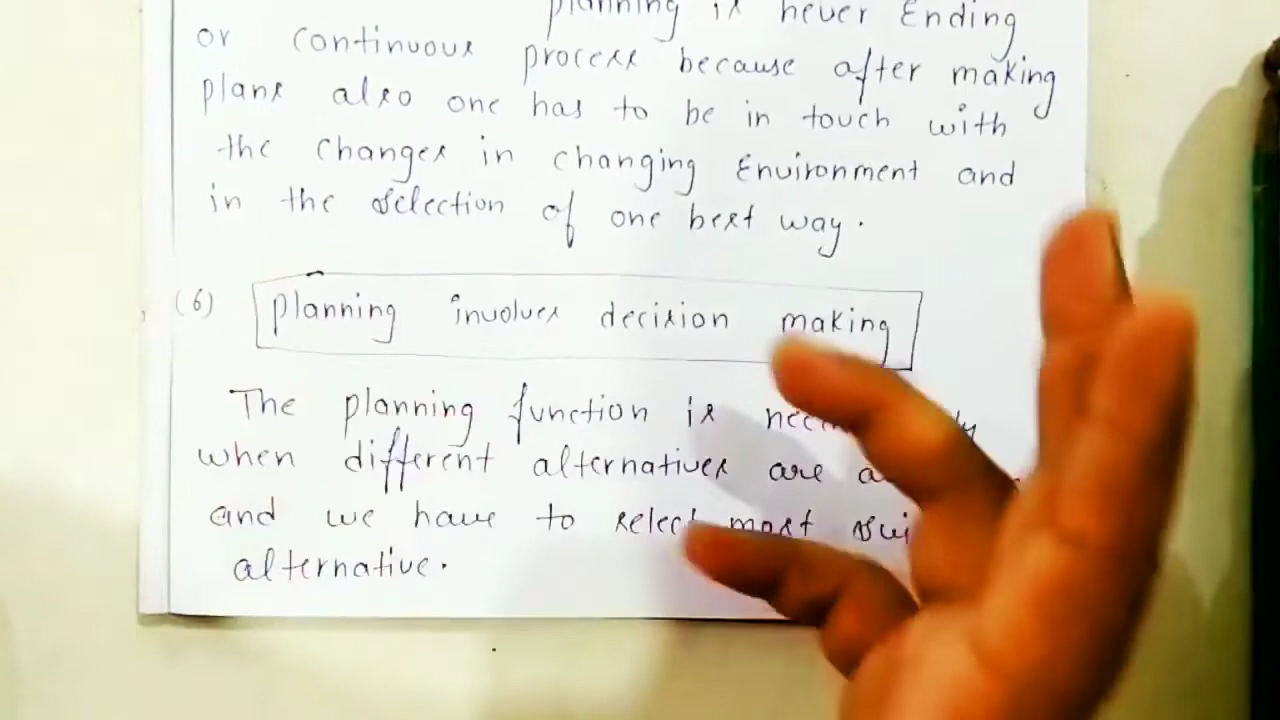 planning is never Ending
or continuous process because after making
plans also one has to be in touch with
the changes in changing Environment and
in the selection of one best way.
(6) planning involves decision making
The planning function is
when different alternatives are
and we have to select most
alternative.